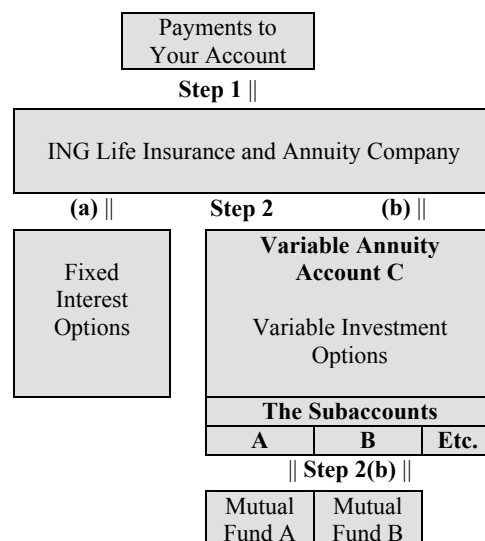 Payments to
Your Account
Step 1 ||
ING Life Insurance and Annuity Company
(a) || Step 2 (b) ||
Fixed
Interest
Options
Variable Annuity
Account C
Variable Investment
Options
The Subaccounts
A B Etc.
|| Step 2(b) ||
Mutual
Fund A
Mutual
Fund B